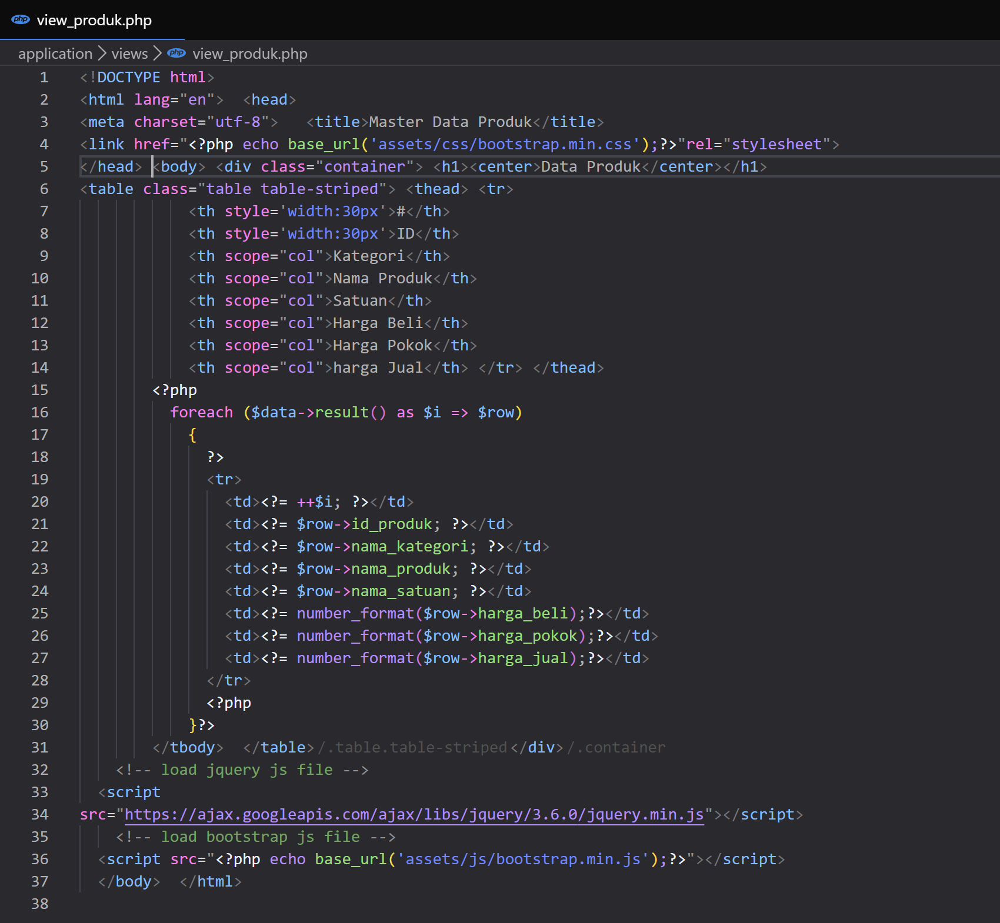 php view_produk.php
application > views > php view_produk.php
1 <!DOCTYPE html>
2 <html lang="en">  <head>
3 <meta charset="utf-8">   <title>Master Data Produk</title>
4 <link href="<?php echo base_url('assets/css/bootstrap.min.css');?>"rel="stylesheet">
5 </head> <body> <div class="container"> <h1><center>Data Produk</center></h1>
6 <table class="table table-striped"> <thead> <tr>
7             <th style='width:30px'>#</th>
8             <th style='width:30px'>ID</th>
9             <th scope="col">Kategori</th>
10             <th scope="col">Nama Produk</th>
11             <th scope="col">Satuan</th>
12             <th scope="col">Harga Beli</th>
13             <th scope="col">Harga Pokok</th>
14             <th scope="col">harga Jual</th> </tr> </thead>
15         <?php
16           foreach ($data->result() as $i => $row)
17             {
18               ?>
19               <tr>
20                 <td><?= ++$i; ?></td>
21                 <td><?= $row->id_produk; ?></td>
22                 <td><?= $row->nama_kategori; ?></td>
23                 <td><?= $row->nama_produk; ?></td>
24                 <td><?= $row->nama_satuan; ?></td>
25                 <td><?= number_format($row->harga_beli);?></td>
26                 <td><?= number_format($row->harga_pokok);?></td>
27                 <td><?= number_format($row->harga_jual);?></td>
28               </tr>
29               <?php
30             }?>
31         </tbody>  </table>/.table.table-striped</div>/.container
32     <!-- load jquery js file -->
33   <script
34 src="https://ajax.googleapis.com/ajax/libs/jquery/3.6.0/jquery.min.js"></script>
35     <!-- load bootstrap js file -->
36   <script src="<?php echo base_url('assets/js/bootstrap.min.js');?>"></script>
37   </body>  </html>
38